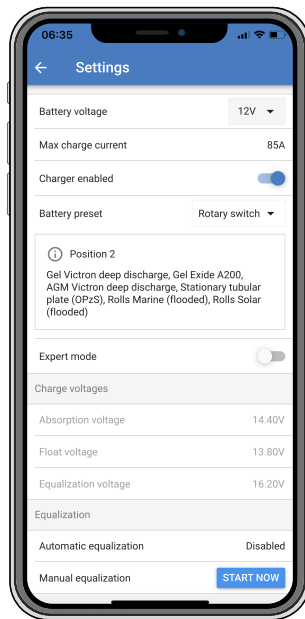 06:35
Settings
Battery voltage 12V
Max charge current 85A
Charger enabled
Battery preset Rotary switch
Position 2
Gel Victron deep discharge, Gel Exide A200,
AGM Victron deep discharge, Stationary tubular
plate (OPzS), Rolls Marine (flooded), Rolls Solar
(flooded)
Expert mode
Charge voltages
Absorption voltage 14.40V
Float voltage 13.80V
Equalization voltage 16.20V
Equalization
Automatic equalization Disabled
Manual equalization START NOW